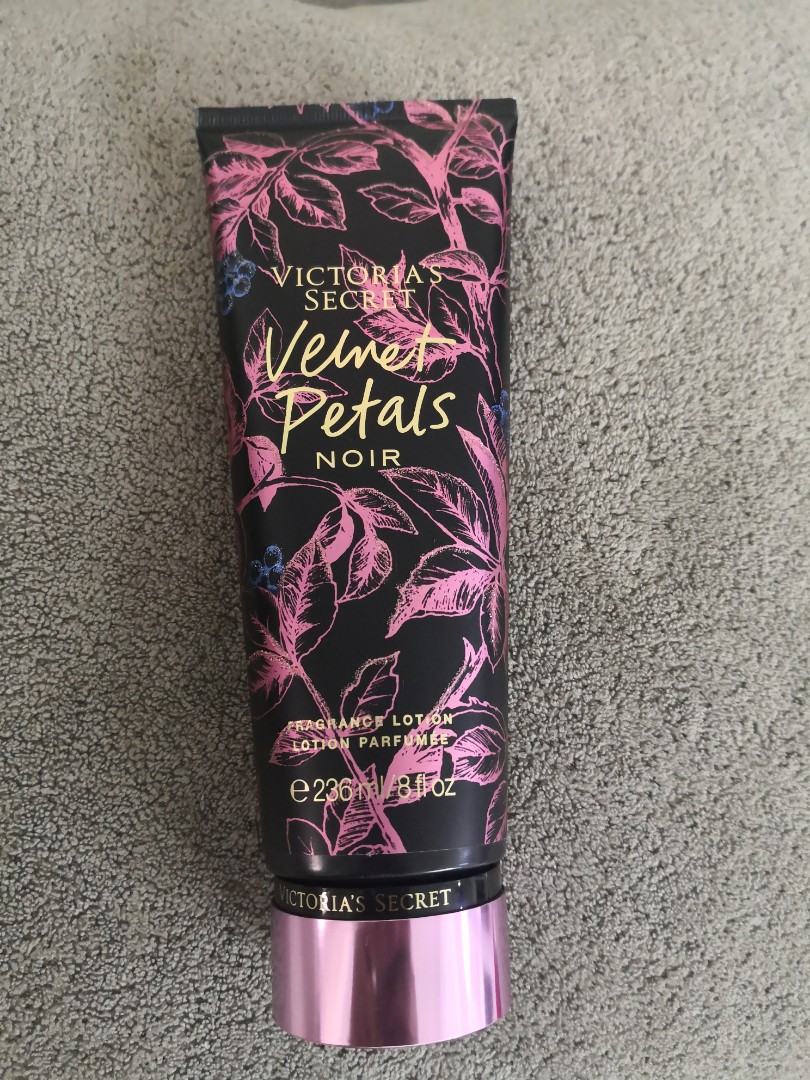 VICTORIA'S
SECRET
Velvet
Petals
NOIR
FRAGRANCE LOTION
LOTION PARFUMÉE
℮ 236 ml/8 fl oz
VICTORIA'S SECRET